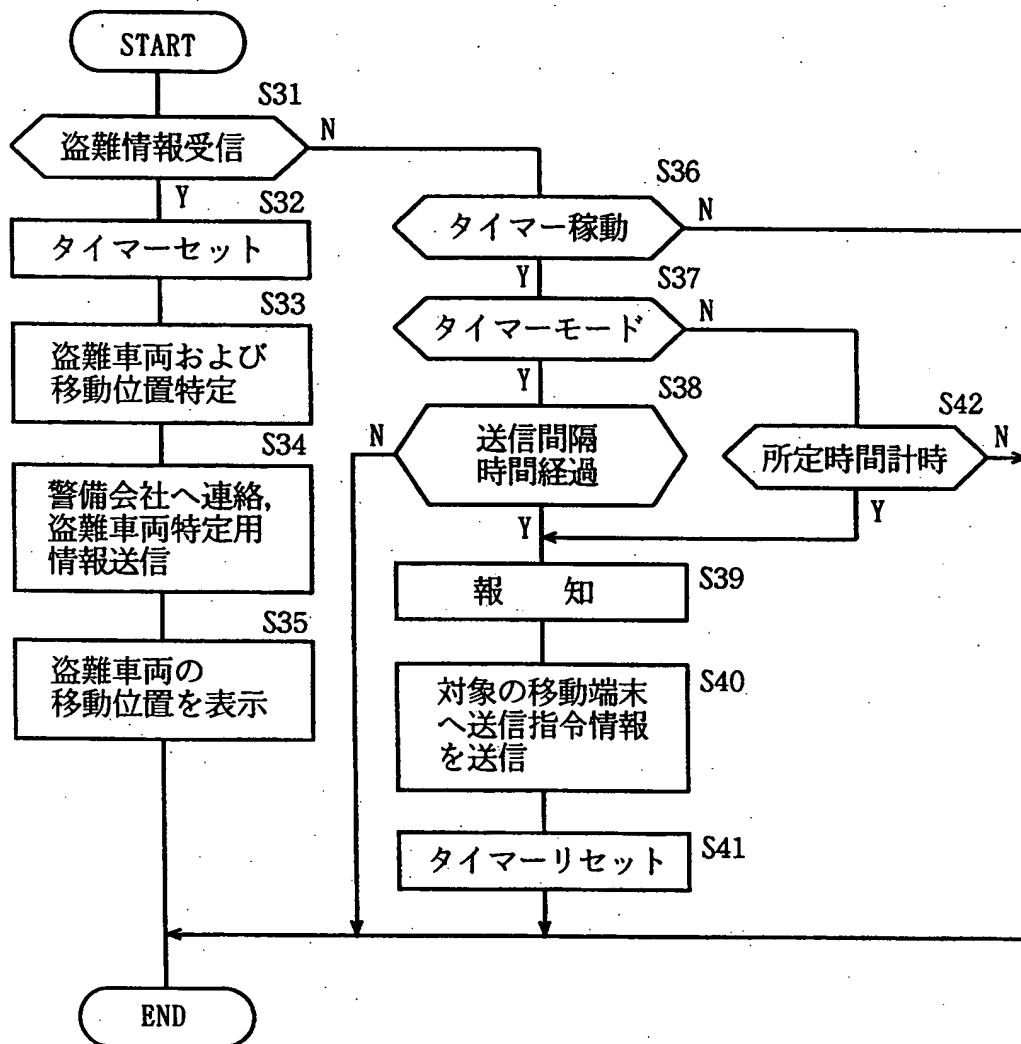 START
S31
盗難情報受信
N
Y
S32
タイマーセット
S33
盗難車両および
移動位置特定
S34
警備会社へ連絡,
盗難車両特定用
情報送信
S35
盗難車両の
移動位置を表示
END
S36
タイマー稼動
N
Y
S37
タイマーモード
N
Y
S38
送信間隔
時間経過
N
Y
S42
所定時間計時
N
Y
報　知
S39
対象の移動端末
へ送信指令情報
を送信
S40
タイマーリセット
S41